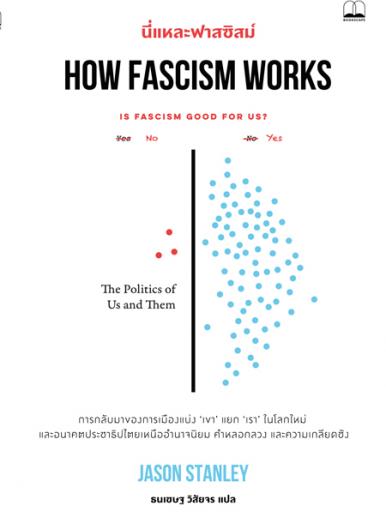 BOOKSCAPE
นี่แหละฟาสซิสม์
HOW FASCISM WORKS
IS FASCISM GOOD FOR US?
Yes No
No Yes
The Politics of
Us and Them
การกลับมาของการเมืองแบ่ง ‘เขา’ แยก ‘เรา’ ในโลกใหม่
และอนาคตประชาธิปไตยเหนืออำนาจนิยม คำหลอกลวง และความเกลียดชัง
JASON STANLEY
ธนเชษฐ วิสัยจร แปล